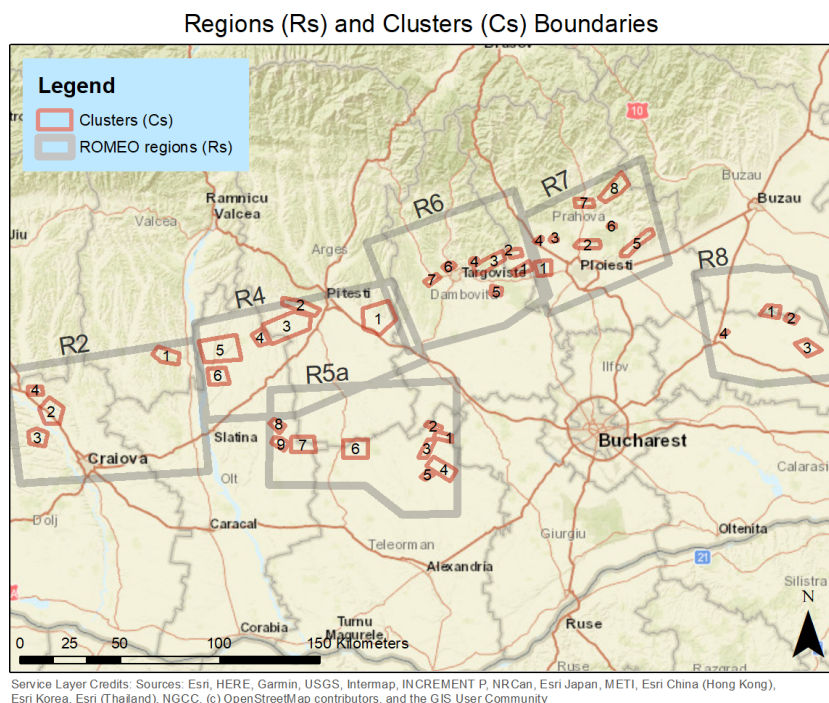 Regions (Rs) and Clusters (Cs) Boundaries
Legend
Clusters (Cs)
ROMEO regions (Rs)
10
Buzau
Ramnicu
Valcea
R7
8
Buzau
Valcea
R6
7
Prahova
Jiu
6
Arges
4
3
2
5
2
4
3
Targoviste
1
1
Ploiesti
R8
6
7
Dambovita
5
Pitesti
R4
2
1
3
1
2
R2
4
4
3
1
5
6
R5a
Ilfov
4
2
3
8
Slatina
9
7
6
2
1
3
4
5
Bucharest
Craiova
Olt
Calarasi
Dolj
Caracal
Teleorman
Giurgiu
Oltenita
21
Alexandria
Silistra
Corabia
Turnu
Magurele
Ruse
N
0 25 50 100 150 Kilometers
Ruse
Razgrad
Service Layer Credits: Sources: Esri, HERE, Garmin, USGS, Intermap, INCREMENT P, NRCan, Esri Japan, METI, Esri China (Hong Kong),
Esri Korea, Esri (Thailand), NGCC, (c) OpenStreetMap contributors, and the GIS User Community